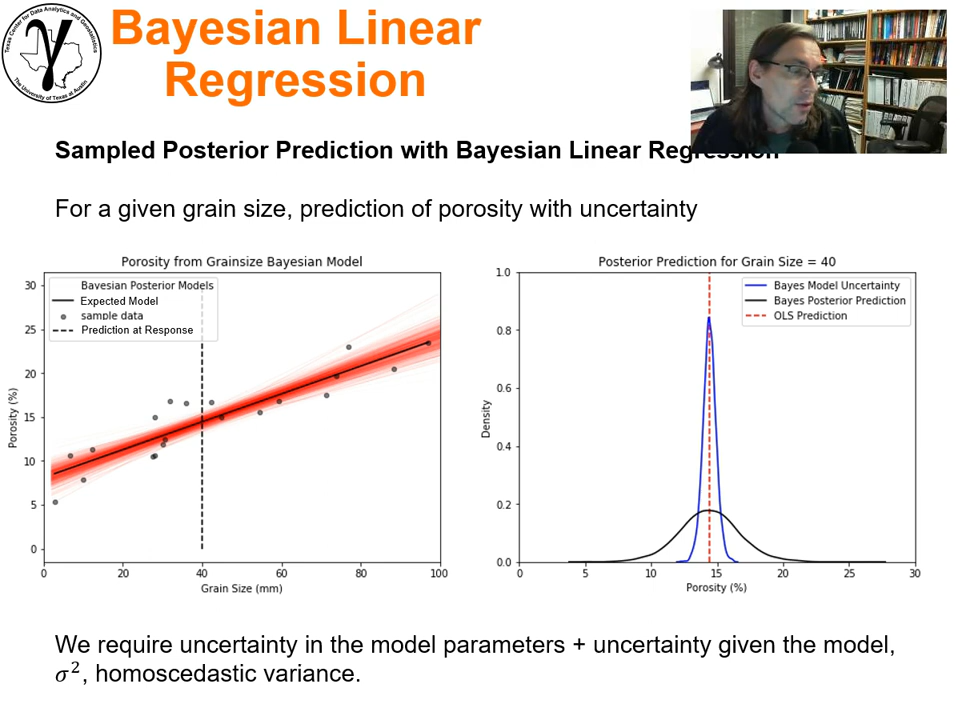 Texas Center for Data Analytics and Geostatistics
The University of Texas at Austin
Bayesian Linear
Regression
Sampled Posterior Prediction with Bayesian Linear Regression
For a given grain size, prediction of porosity with uncertainty
Porosity from Grainsize Bayesian Model
30
25
20
15
10
5
0
Porosity (%)
Bayesian Posterior Models
Expected Model
sample data
Prediction at Response
0 20 40 60 80 100
Grain Size (mm)
Posterior Prediction for Grain Size = 40
1.0
0.8
0.6
0.4
0.2
0.0
Density
Bayes Model Uncertainty
Bayes Posterior Prediction
OLS Prediction
0 5 10 15 20 25 30
Porosity (%)
We require uncertainty in the model parameters + uncertainty given the model,
σ², homoscedastic variance.